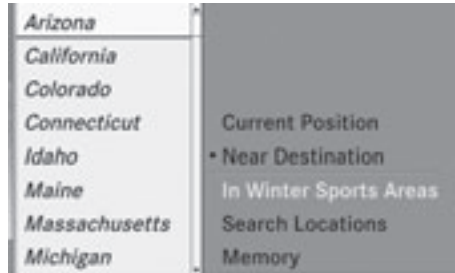 Arizona
California
Colorado
Connecticut
Idaho
Maine
Massachusetts
Michigan
Current Position
• Near Destination
In Winter Sports Areas
Search Locations
Memory